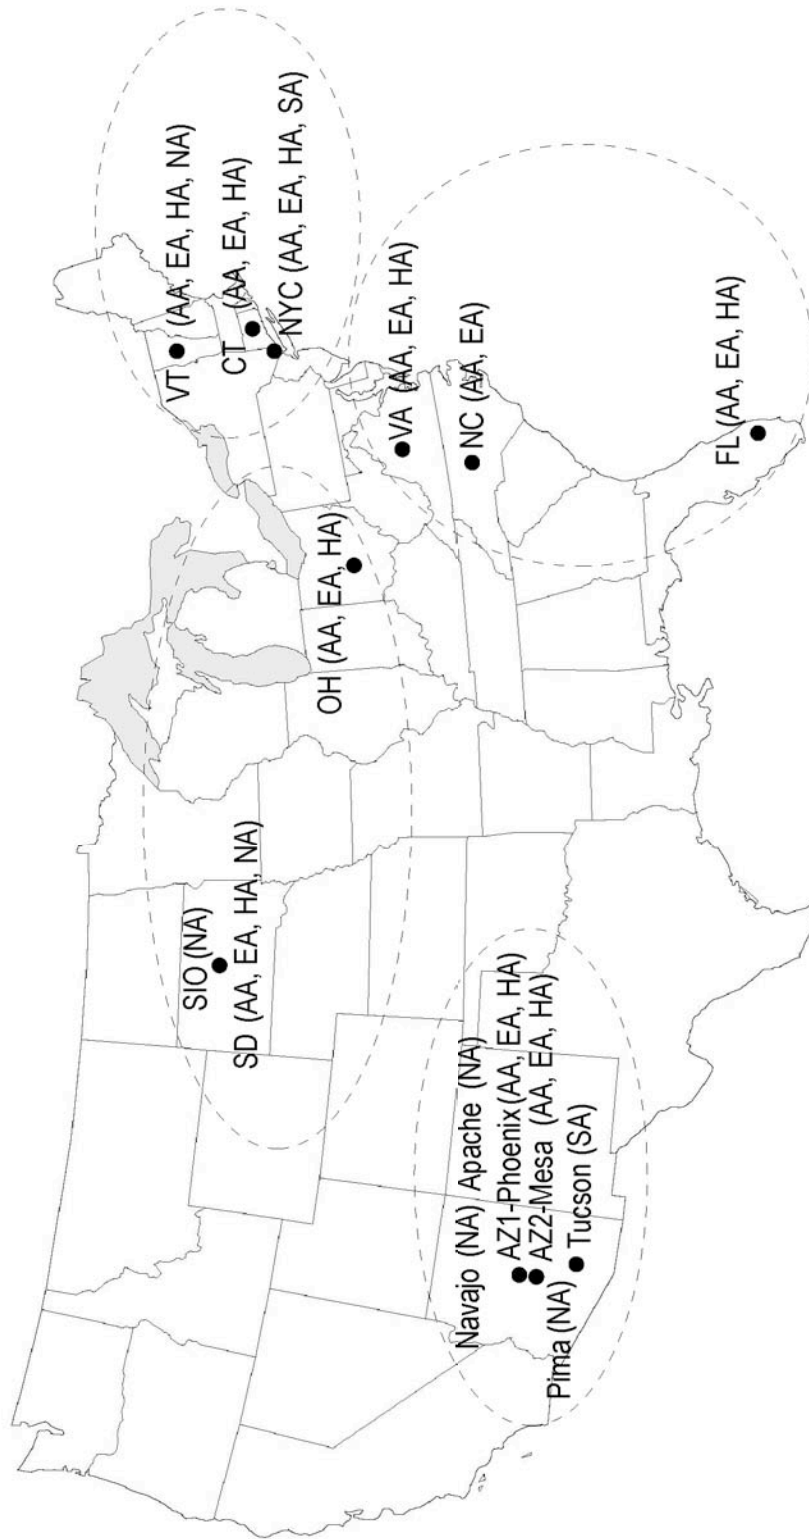 VT (AA, EA, HA, NA)
CT (AA, EA, HA)
NYC (AA, EA, HA, SA)
SIO (NA)
SD (AA, EA, HA, NA)
OH (AA, EA, HA)
VA (AA, EA, HA)
NC (AA, EA)
FL (AA, EA, HA)
Navajo (NA) Apache (NA)
AZ1-Phoenix (AA, EA, HA)
AZ2-Mesa (AA, EA, HA)
Pima (NA)
Tucson (SA)